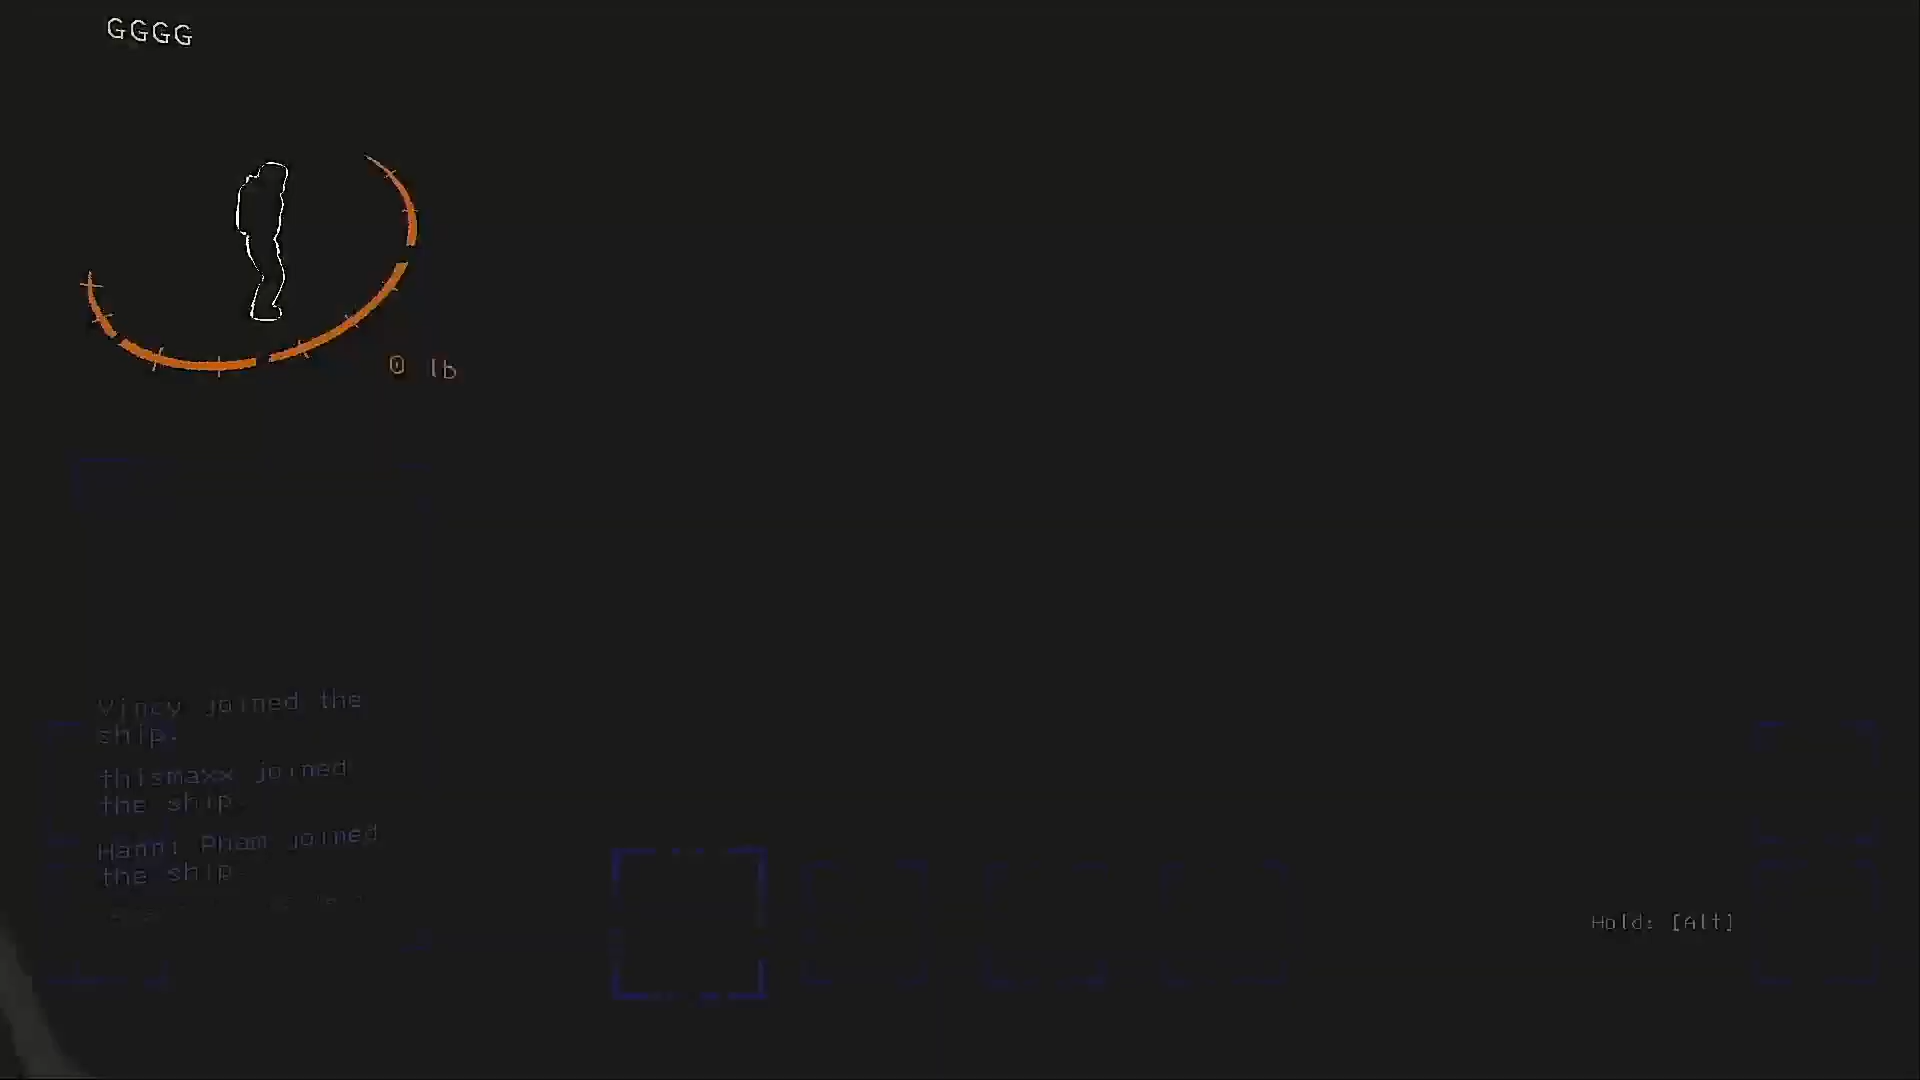 GGGG
0 lb
Vincy joined the
ship.
thismaxx joined
the ship.
Hanni Pham joined
the ship.
Hold: [Alt]